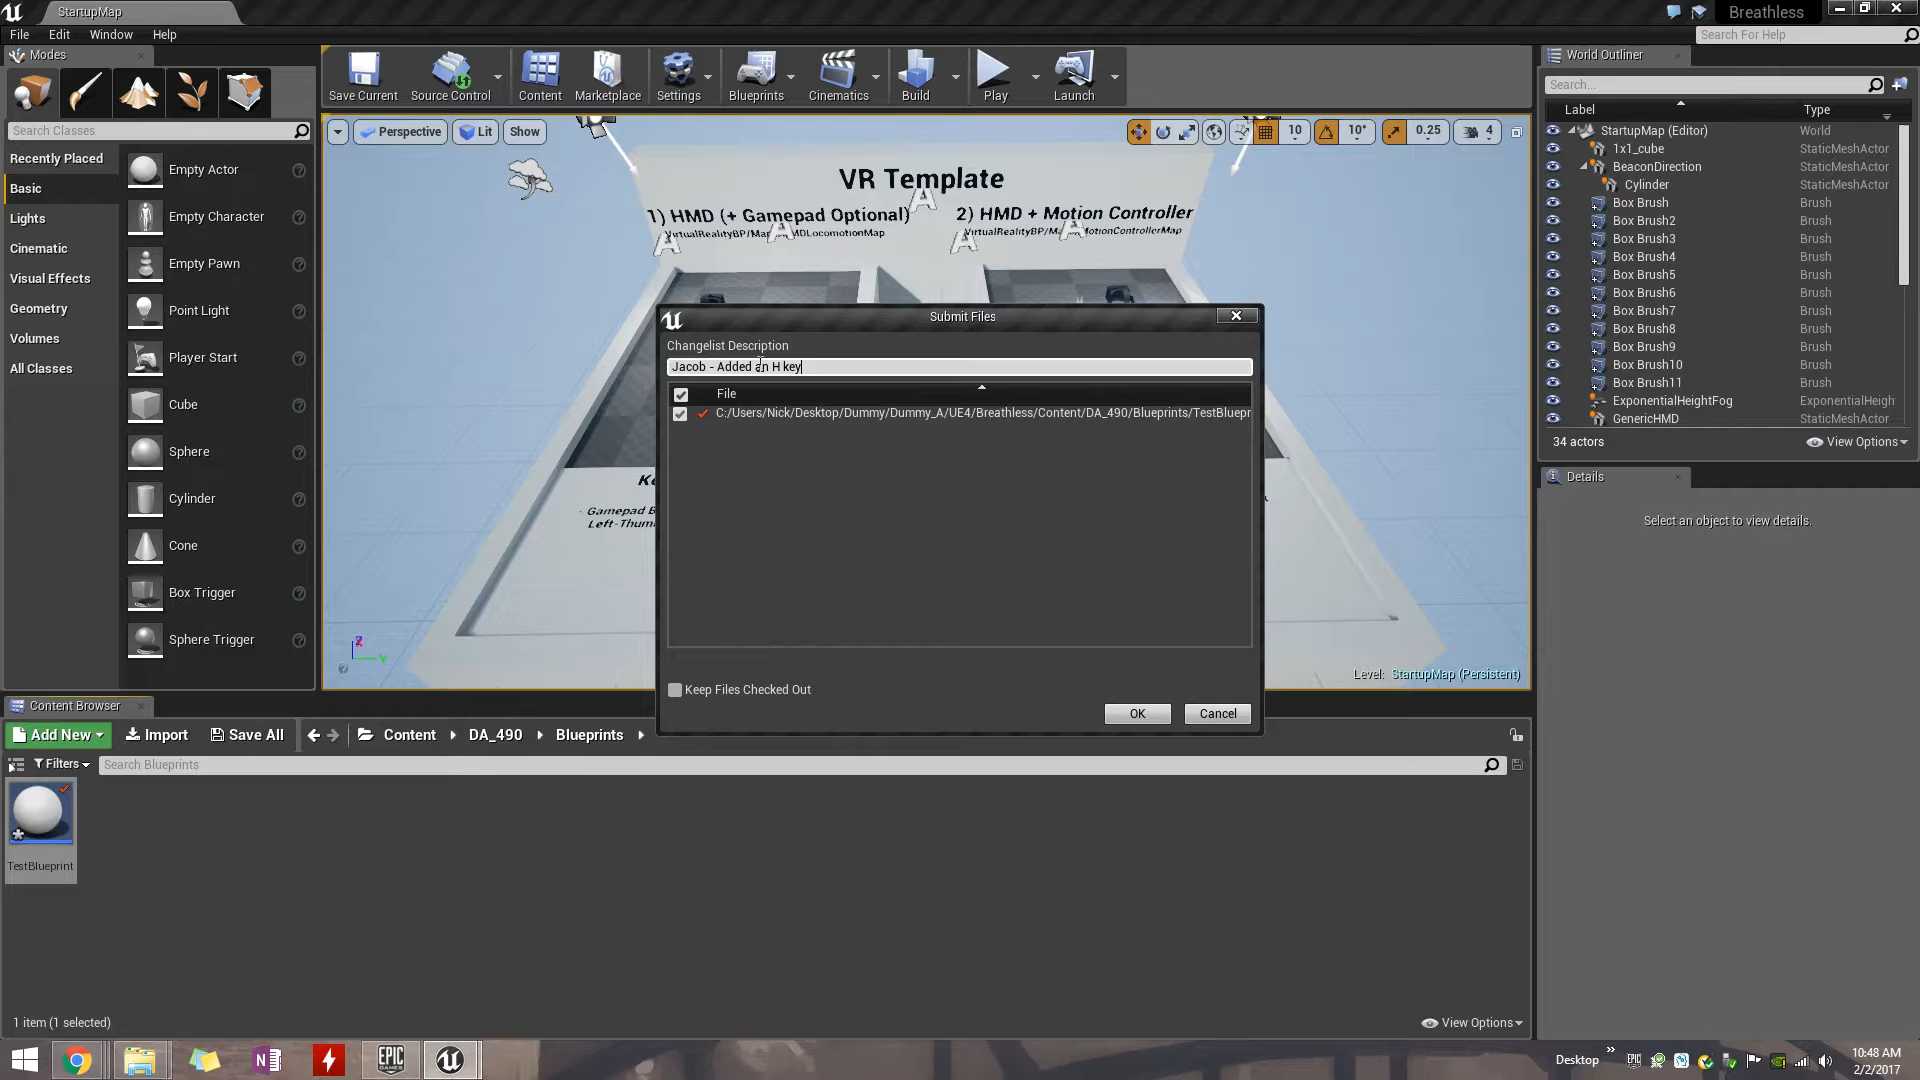 StartupMap
Breathless
File Edit Window Help
Search For Help
Modes
Search Classes
Recently Placed
Basic
Lights
Cinematic
Visual Effects
Geometry
Volumes
All Classes
Empty Actor
Empty Character
Empty Pawn
Point Light
Player Start
Cube
Sphere
Cylinder
Cone
Box Trigger
Sphere Trigger
Save Current Source Control Content Marketplace Settings Blueprints Cinematics Build Play Launch
Perspective Lit Show
10 10° 0.25 4
VR Template
1) HMD (+ Gamepad Optional)
2) HMD + Motion Controller
- Gamepad B
Left-Thum
Submit Files
Changelist Description
Jacob - Added an H key
File
C:/Users/Nick/Desktop/Dummy/Dummy_A/UE4/Breathless/Content/DA_490/Blueprints/TestBluepr
Keep Files Checked Out
OK Cancel
Level: StartupMap (Persistent)
World Outliner
Search...
Label Type
StartupMap (Editor) World
1x1_cube StaticMeshActor
BeaconDirection StaticMeshActor
Cylinder StaticMeshActor
Box Brush Brush
Box Brush2 Brush
Box Brush3 Brush
Box Brush4 Brush
Box Brush5 Brush
Box Brush6 Brush
Box Brush7 Brush
Box Brush8 Brush
Box Brush9 Brush
Box Brush10 Brush
Box Brush11 Brush
ExponentialHeightFog ExponentialHeigh
GenericHMD StaticMeshActor
34 actors View Options
Details
Select an object to view details.
Content Browser
Add New Import Save All Content DA_490 Blueprints
Filters Search Blueprints
TestBlueprint
1 item (1 selected)
View Options
EPIC GAMES
Desktop
10:48 AM
2/2/2017